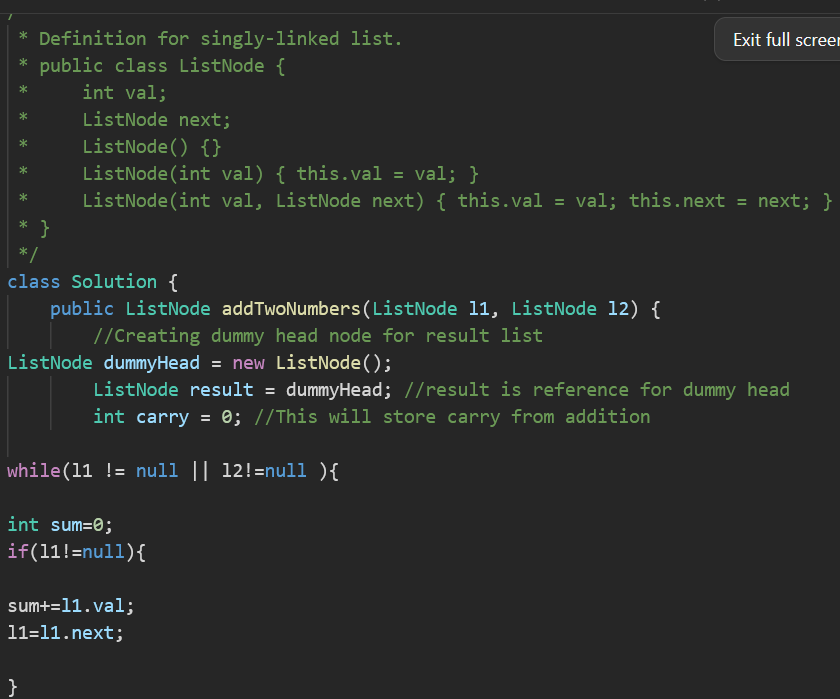 * Definition for singly-linked list.
Exit full screen
* public class ListNode {
*     int val;
*     ListNode next;
*     ListNode() {}
*     ListNode(int val) { this.val = val; }
*     ListNode(int val, ListNode next) { this.val = val; this.next = next; }
* }
*/
class Solution {
    public ListNode addTwoNumbers(ListNode l1, ListNode l2) {
        //Creating dummy head node for result list
ListNode dummyHead = new ListNode();
        ListNode result = dummyHead; //result is reference for dummy head
        int carry = 0; //This will store carry from addition
while(l1 != null || l2!=null ){
int sum=0;
if(l1!=null){
sum+=l1.val;
l1=l1.next;
}